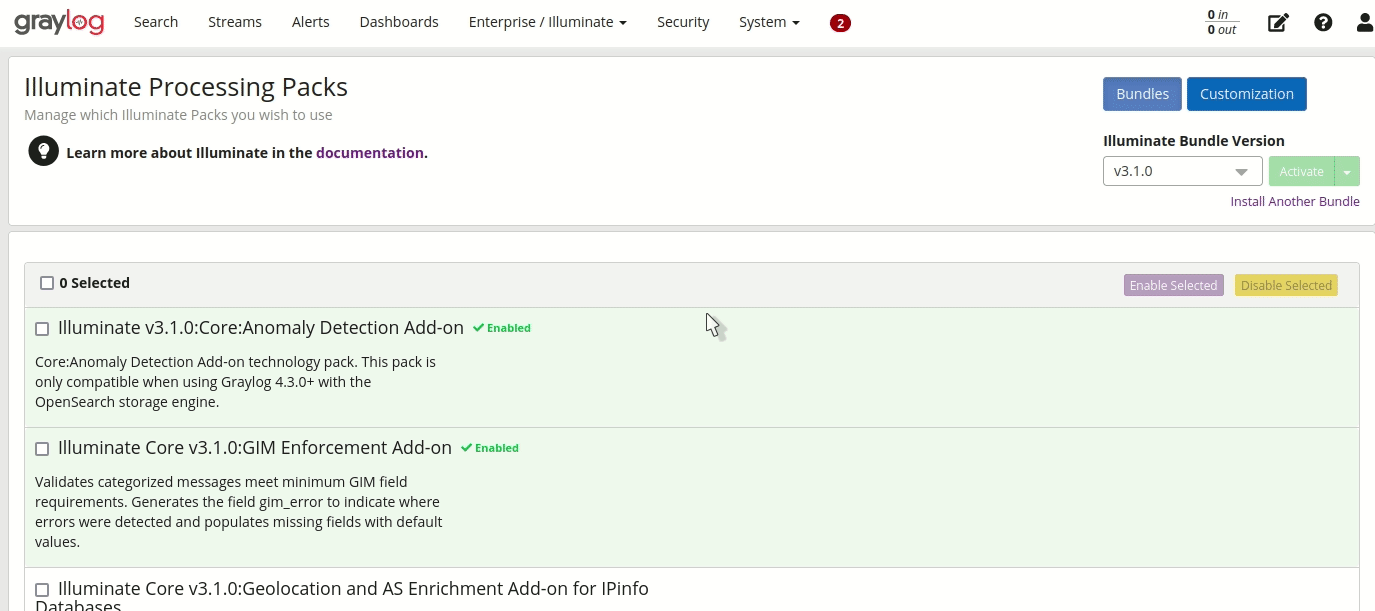 graylog Search Streams Alerts Dashboards Enterprise / Illuminate Security System 2 0 in
0 out
Illuminate Processing Packs
Manage which Illuminate Packs you wish to use
Bundles Customization
Learn more about Illuminate in the documentation.
Illuminate Bundle Version
v3.1.0 Activate
Install Another Bundle
0 Selected Enable Selected Disable Selected
Illuminate v3.1.0:Core:Anomaly Detection Add-on Enabled
Core:Anomaly Detection Add-on technology pack. This pack is
only compatible when using Graylog 4.3.0+ with the
OpenSearch storage engine.
Illuminate Core v3.1.0:GIM Enforcement Add-on Enabled
Validates categorized messages meet minimum GIM field
requirements. Generates the field gim_error to indicate where
errors were detected and populates missing fields with default
values.
Illuminate Core v3.1.0:Geolocation and AS Enrichment Add-on for IPinfo
Databases